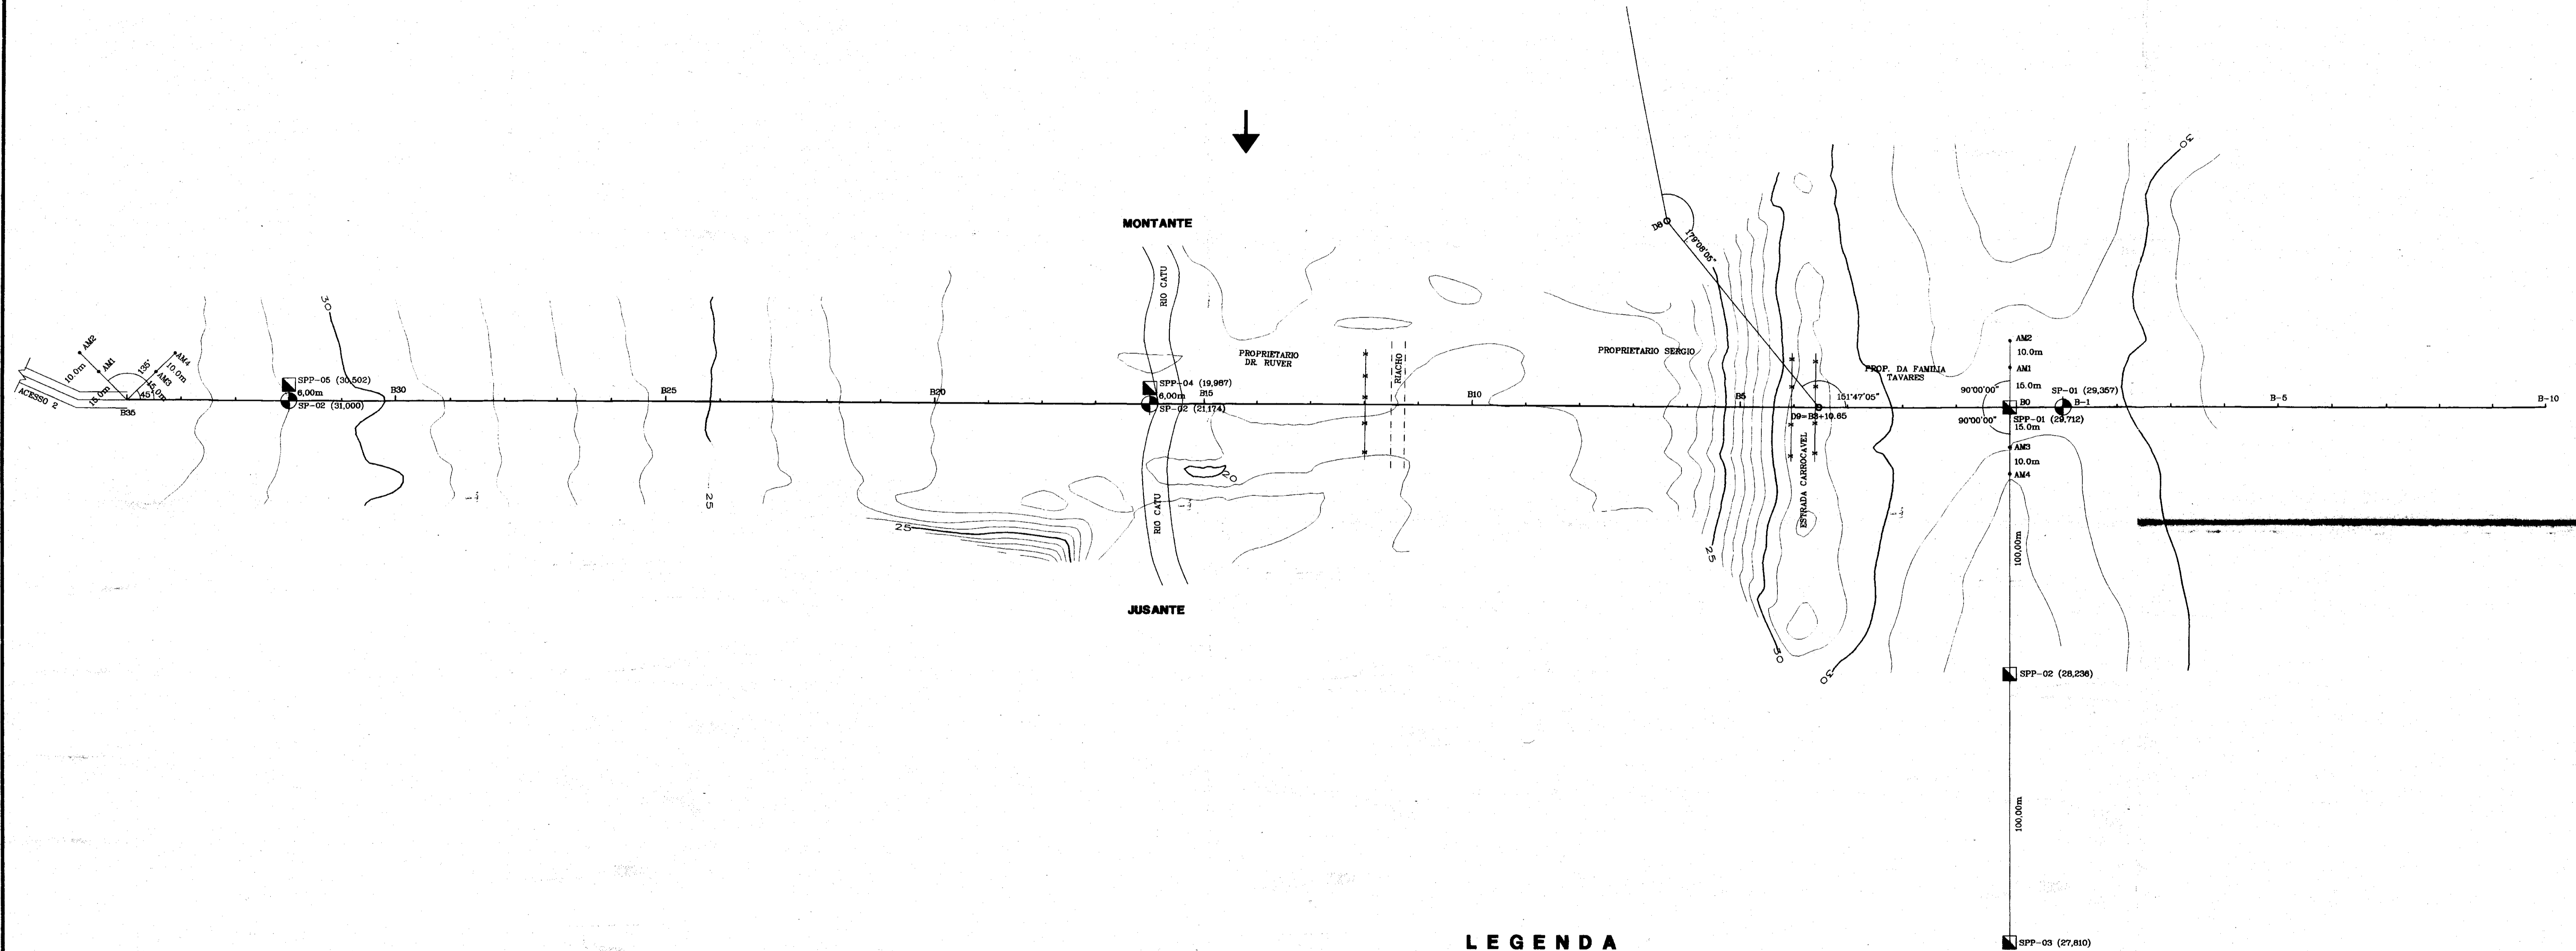 MONTANTE
RIO CATU
PROPRIETARIO
DR. RUVER
RIACHO
PROPRIETARIO SERGIO
PROP. DA FAMILIA
TAVARES
ESTRADA CARROCAVEL
RIO CATU
JUSANTE
ACESSO 2
AM2
10.0m
AM1
15.0m
135°
45°
AM4
10.0m
AM3
15.0m
B35
SPP-05 (30,502)
6,00m
SP-02 (31,000)
30
B30
B25
25
B20
25
SPP-04 (19,987)
6,00m
B15
SP-02 (21,174)
20
B10
D8
179°08'05"
B5
D9=B3+10.65
151°47'05"
25
30
30
30
AM2
10.0m
AM1
15.0m
90°00'00"
B0
SP-01 (29,357)
B-1
SPP-01 (29,712)
90°00'00"
15.0m
AM3
10.0m
AM4
B-5
B-10
100,00m
SPP-02 (28,236)
100,00m
SPP-03 (27,810)
LEGENDA